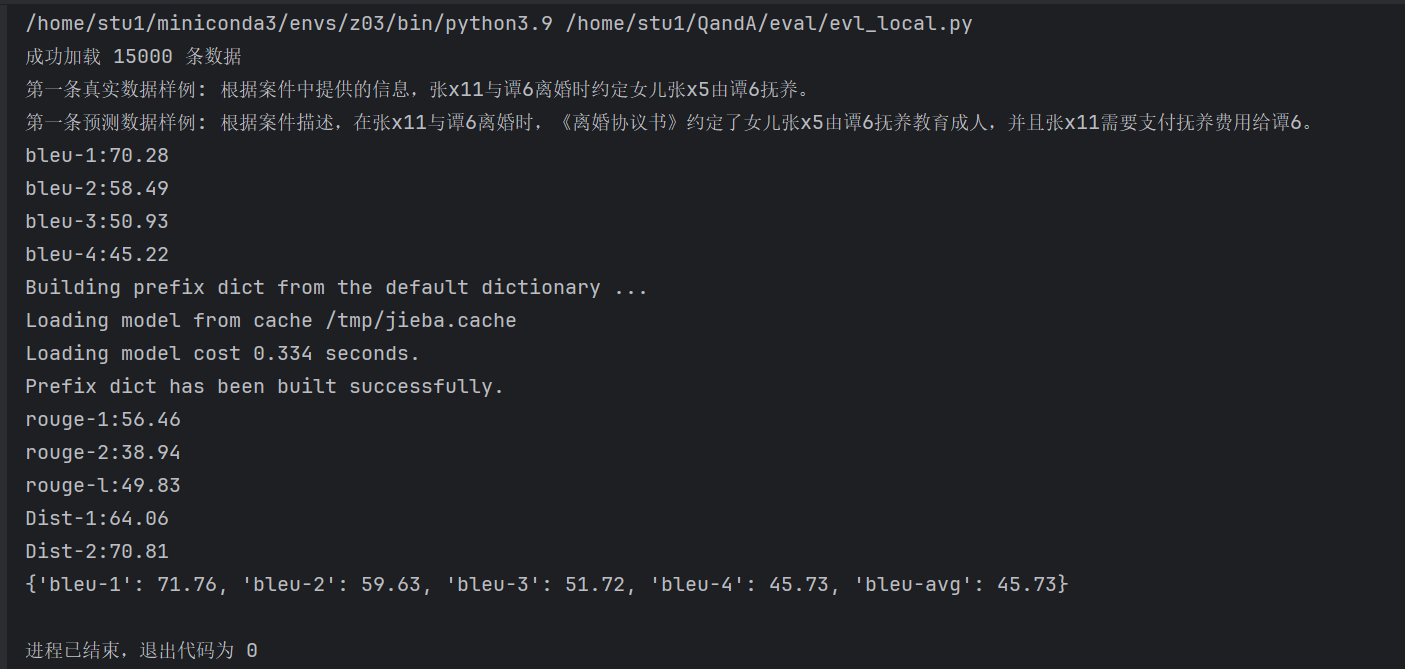 /home/stu1/miniconda3/envs/z03/bin/python3.9 /home/stu1/QandA/eval/evl_local.py
成功加载 15000 条数据
第一条真实数据样例: 根据案件中提供的信息，张x11与谭6离婚时约定女儿张x5由谭6抚养。
第一条预测数据样例: 根据案件描述，在张x11与谭6离婚时，《离婚协议书》约定了女儿张x5由谭6抚养教育成人，并且张x11需要支付抚养费用给谭6。
bleu-1:70.28
bleu-2:58.49
bleu-3:50.93
bleu-4:45.22
Building prefix dict from the default dictionary ...
Loading model from cache /tmp/jieba.cache
Loading model cost 0.334 seconds.
Prefix dict has been built successfully.
rouge-1:56.46
rouge-2:38.94
rouge-l:49.83
Dist-1:64.06
Dist-2:70.81
{'bleu-1': 71.76, 'bleu-2': 59.63, 'bleu-3': 51.72, 'bleu-4': 45.73, 'bleu-avg': 45.73}
进程已结束，退出代码为 0